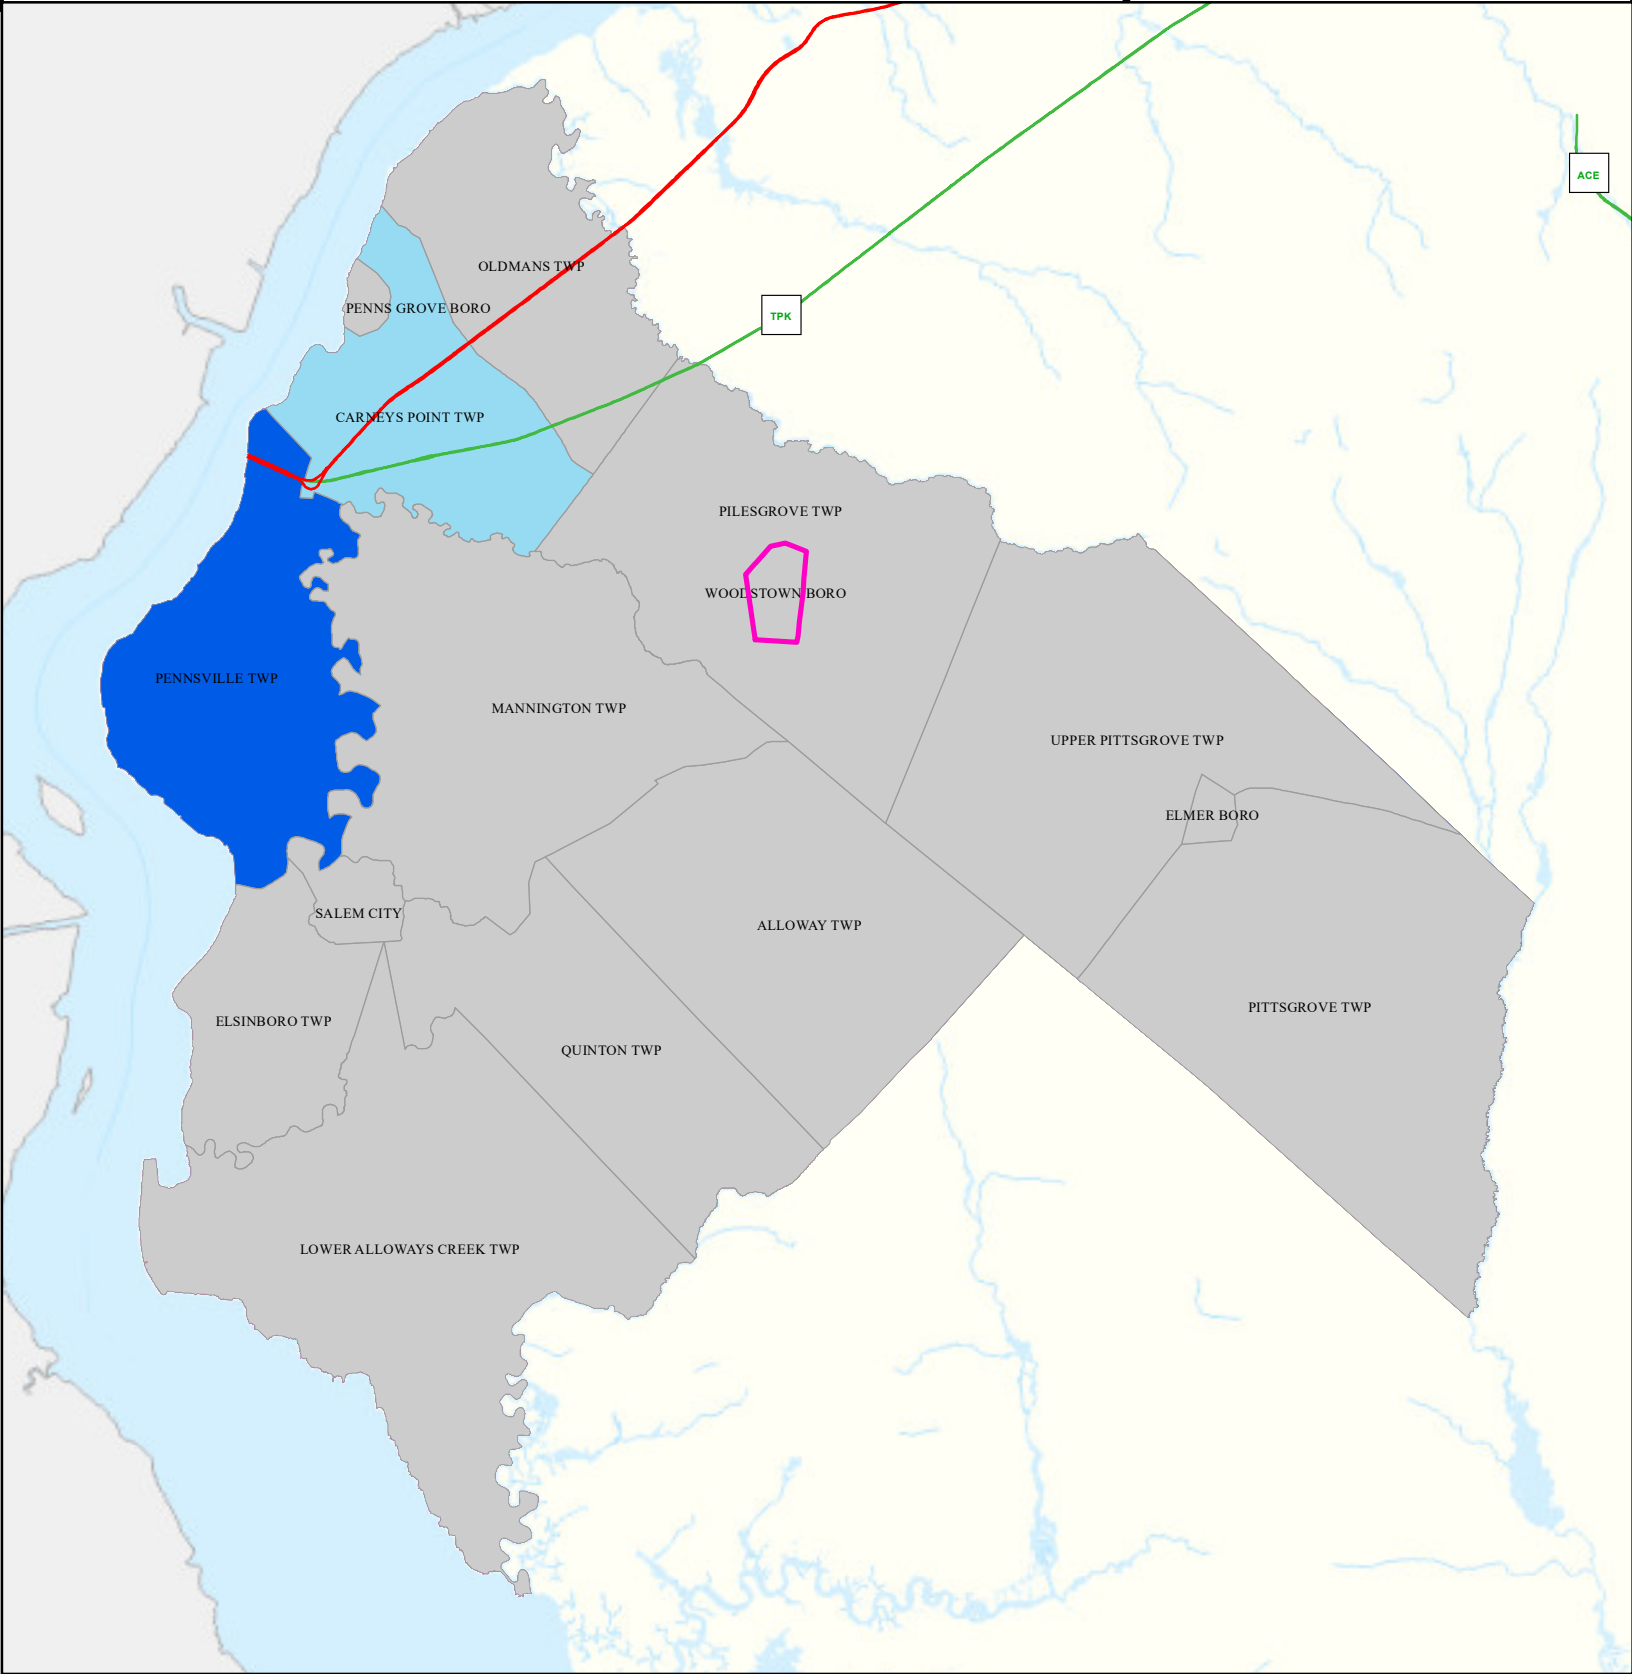 ACE
OLDMANS TWP
PENNS GROVE BORO
TPK
CARNEYS POINT TWP
PILESGROVE TWP
WOODSTOWN BORO
PENNSVILLE TWP
MANNINGTON TWP
UPPER PITTSGROVE TWP
ELMER BORO
SALEM CITY
ALLOWAY TWP
PITTSGROVE TWP
ELSINBORO TWP
QUINTON TWP
LOWER ALLOWAYS CREEK TWP